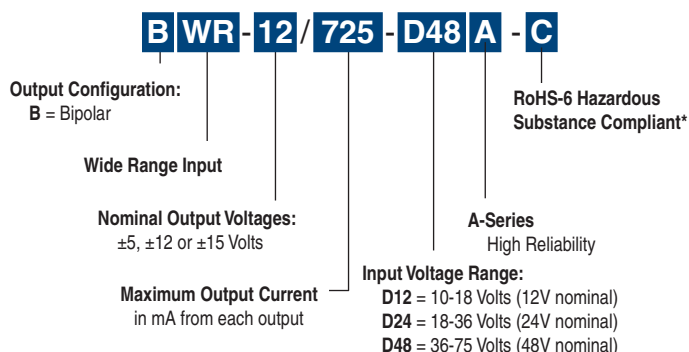 BWR-12/725-D48A-C
Output Configuration:
B = Bipolar
RoHS-6 Hazardous
Substance Compliant*
Wide Range Input
Nominal Output Voltages:
±5, ±12 or ±15 Volts
A-Series
High Reliability
Maximum Output Current
in mA from each output
Input Voltage Range:
D12 = 10-18 Volts (12V nominal)
D24 = 18-36 Volts (24V nominal)
D48 = 36-75 Volts (48V nominal)